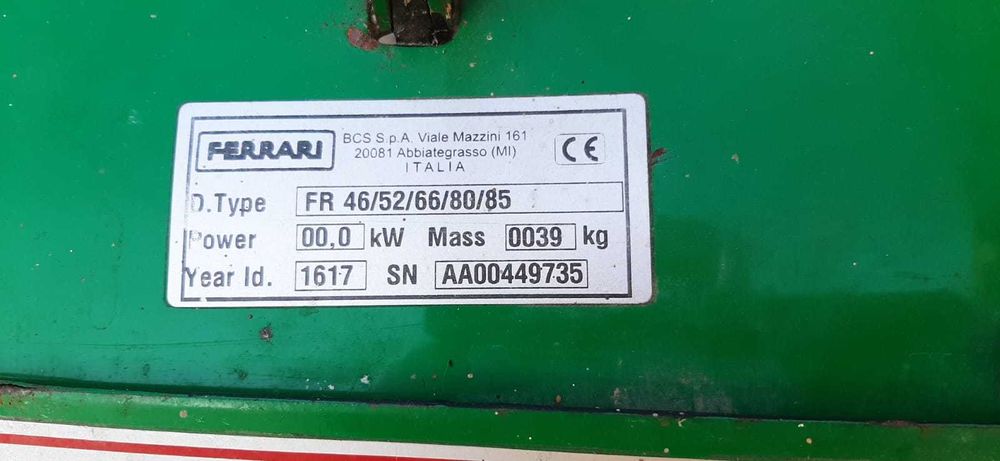 FERRARI
BCS S.p.A. Viale Mazzini 161
20081 Abbiategrasso (MI)
ITALIA
CE
D.Type FR 46/52/66/80/85
Power 00,0 kW Mass 0039 kg
Year Id. 1617 SN AA00449735